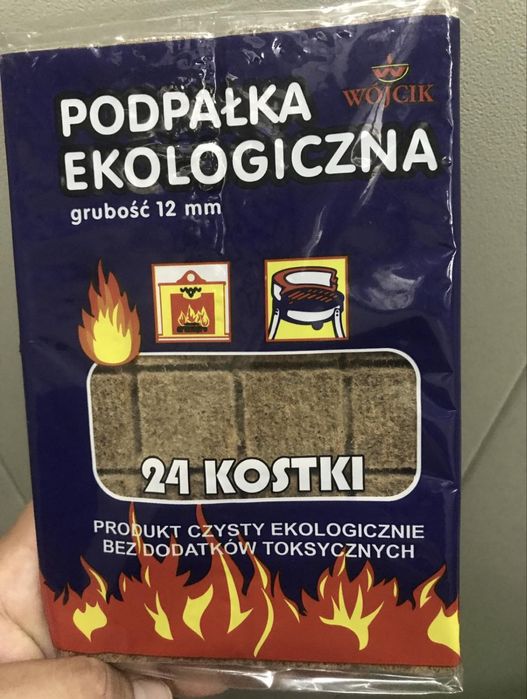 WÓJCIK
PODPAŁKA
EKOLOGICZNA
grubość 12 mm
24 KOSTKI
PRODUKT CZYSTY EKOLOGICZNIE
BEZ DODATKÓW TOKSYCZNYCH